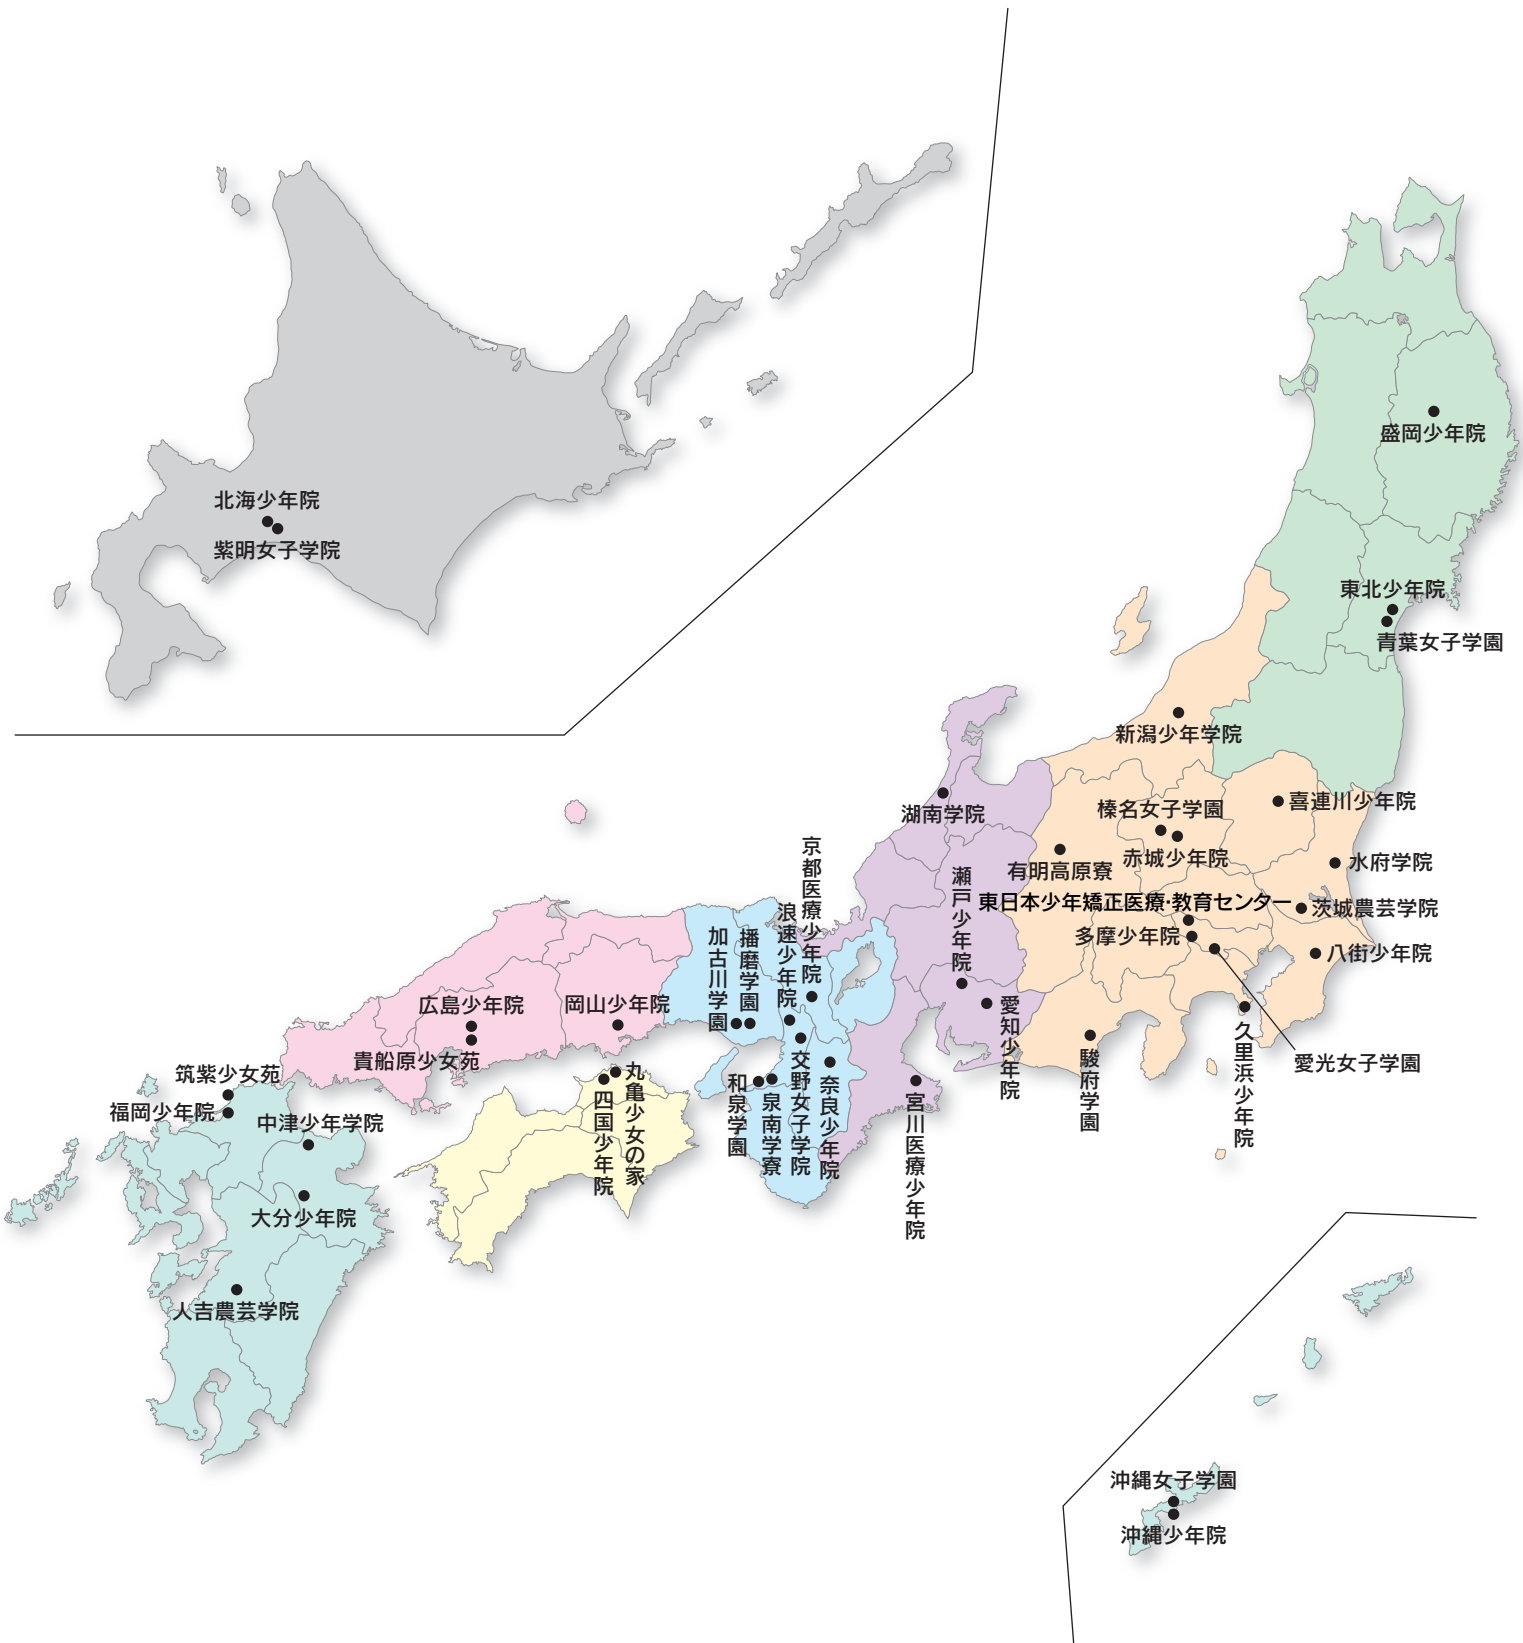 北海少年院
紫明女子学院
盛岡少年院
東北少年院
青葉女子学園
新潟少年学院
喜連川少年院
榛名女子学園
赤城少年院
水府学院
有明高原寮
東日本少年矯正医療・教育センター
茨城農芸学院
多摩少年院
八街少年院
愛光女子学園
久里浜少年院
駿府学園
湖南学院
瀬戸少年院
愛知少年院
宮川医療少年院
京都医療少年院
浪速少年院
播磨学園
加古川学園
交野女子学院
奈良少年院
和泉学園
泉南学寮
広島少年院
岡山少年院
貴船原少女苑
丸亀少女の家
四国少年院
筑紫少女苑
福岡少年院
中津少年学院
大分少年院
人吉農芸学院
沖縄女子学園
沖縄少年院